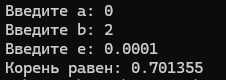 Введите a: 0
Введите b: 2
Введите e: 0.0001
Корень равен: 0.701355